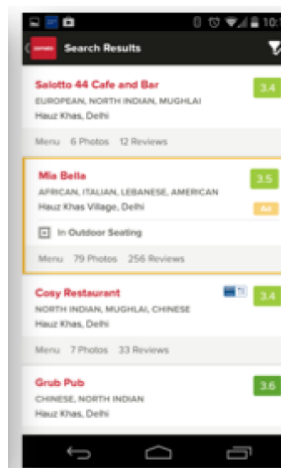 10:
Search Results
Salotto 44 Cafe and Bar
3.4
EUROPEAN, NORTH INDIAN, MUGHLAI
Hauz Khas, Delhi
Menu 6 Photos 12 Reviews
Mia Bella
3.5
AFRICAN, ITALIAN, LEBANESE, AMERICAN
Hauz Khas Village, Delhi
Ad
In Outdoor Seating
Menu 79 Photos 256 Reviews
Cosy Restaurant
3.4
NORTH INDIAN, MUGHLAI, CHINESE
Hauz Khas, Delhi
Menu 7 Photos 33 Reviews
Grub Pub
3.6
CHINESE, NORTH INDIAN
Hauz Khas, Delhi